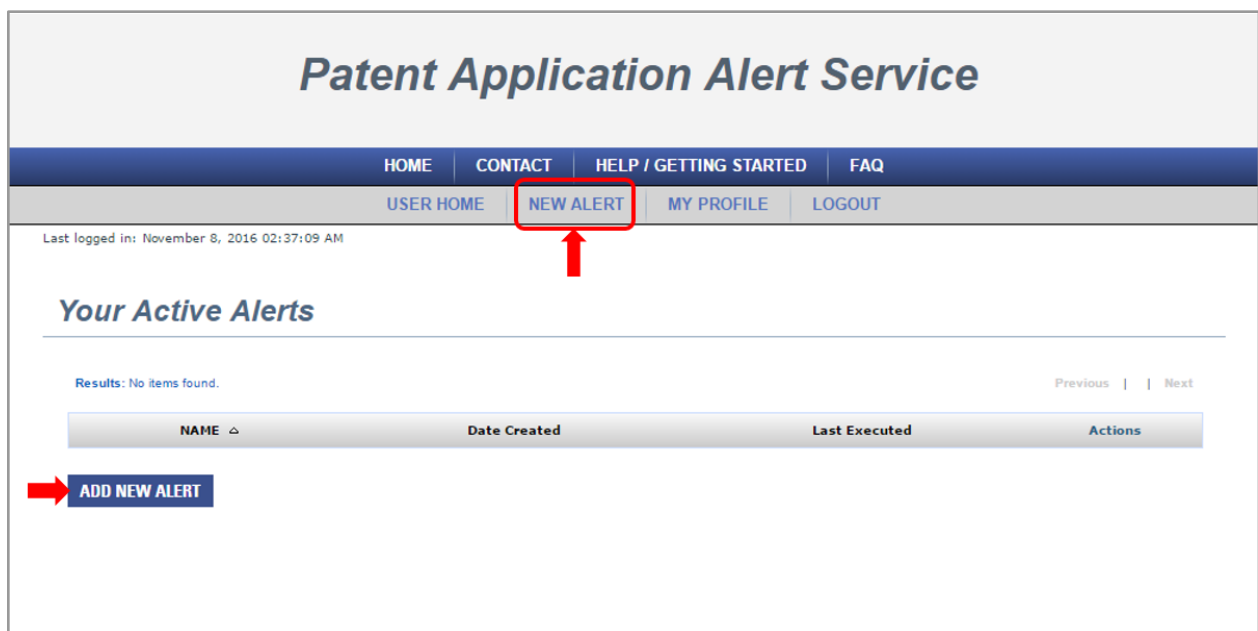 Patent Application Alert Service
HOME CONTACT HELP / GETTING STARTED FAQ
USER HOME NEW ALERT MY PROFILE LOGOUT
Last logged in: November 8, 2016 02:37:09 AM
Your Active Alerts
Results: No items found. Previous | | Next
NAME Date Created Last Executed Actions
ADD NEW ALERT